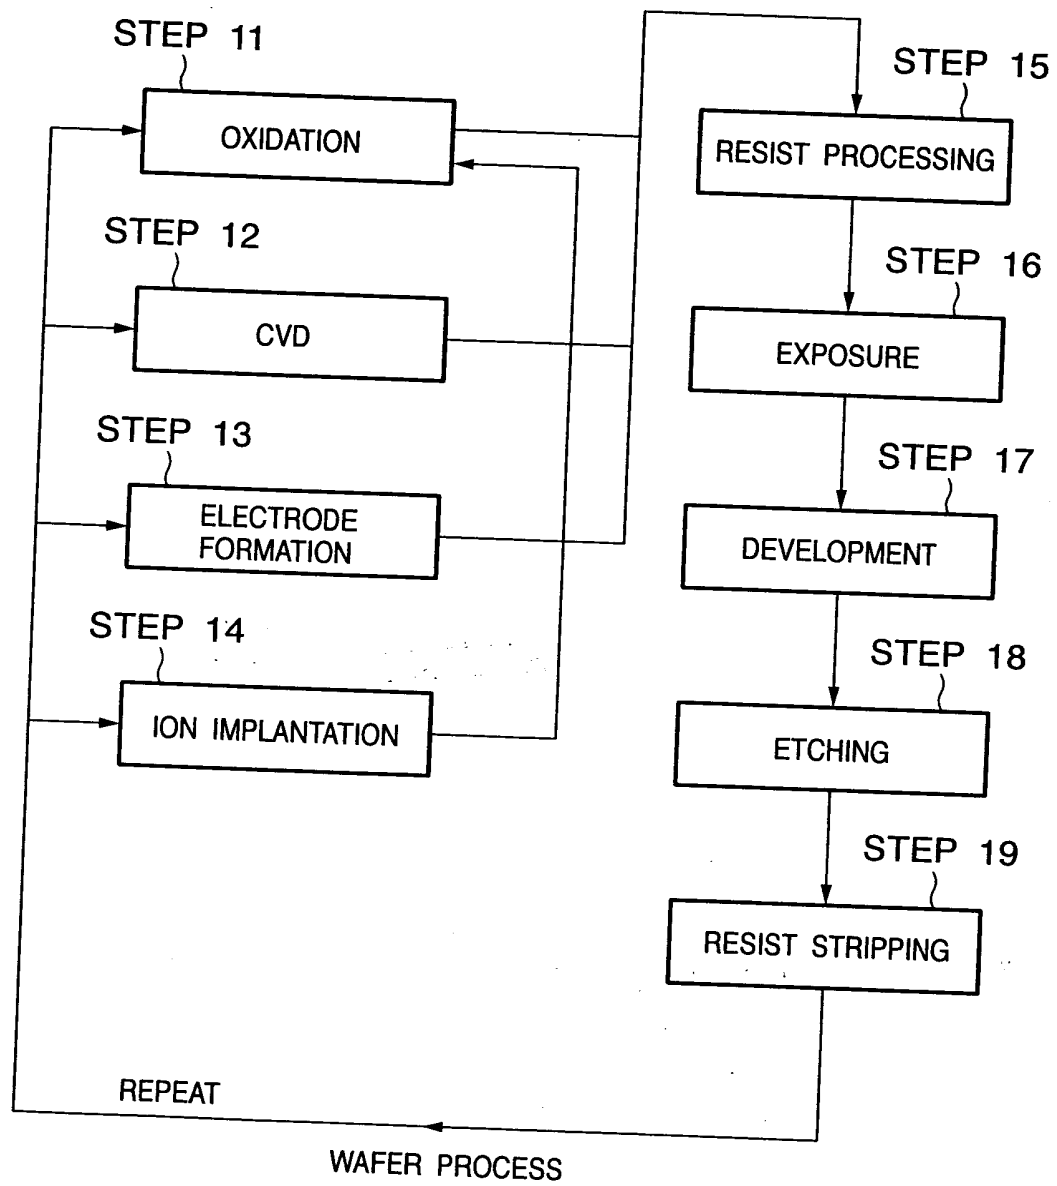 STEP 11
OXIDATION
STEP 12
CVD
STEP 13
ELECTRODE
FORMATION
STEP 14
ION IMPLANTATION
STEP 15
RESIST PROCESSING
STEP 16
EXPOSURE
STEP 17
DEVELOPMENT
STEP 18
ETCHING
STEP 19
RESIST STRIPPING
REPEAT
WAFER PROCESS